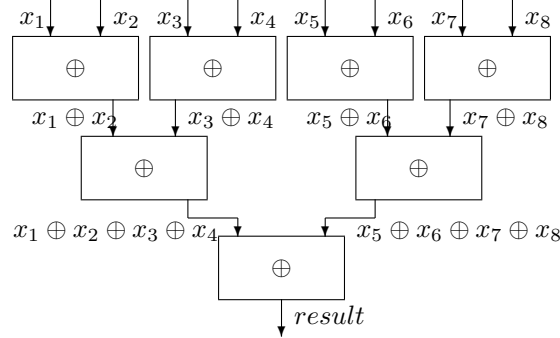 x₁ x₂ x₃ x₄ x₅ x₆ x₇ x₈
⊕ ⊕ ⊕ ⊕
x₁ ⊕ x₂ x₃ ⊕ x₄ x₅ ⊕ x₆ x₇ ⊕ x₈
⊕ ⊕
x₁ ⊕ x₂ ⊕ x₃ ⊕ x₄ x₅ ⊕ x₆ ⊕ x₇ ⊕ x₈
⊕
result